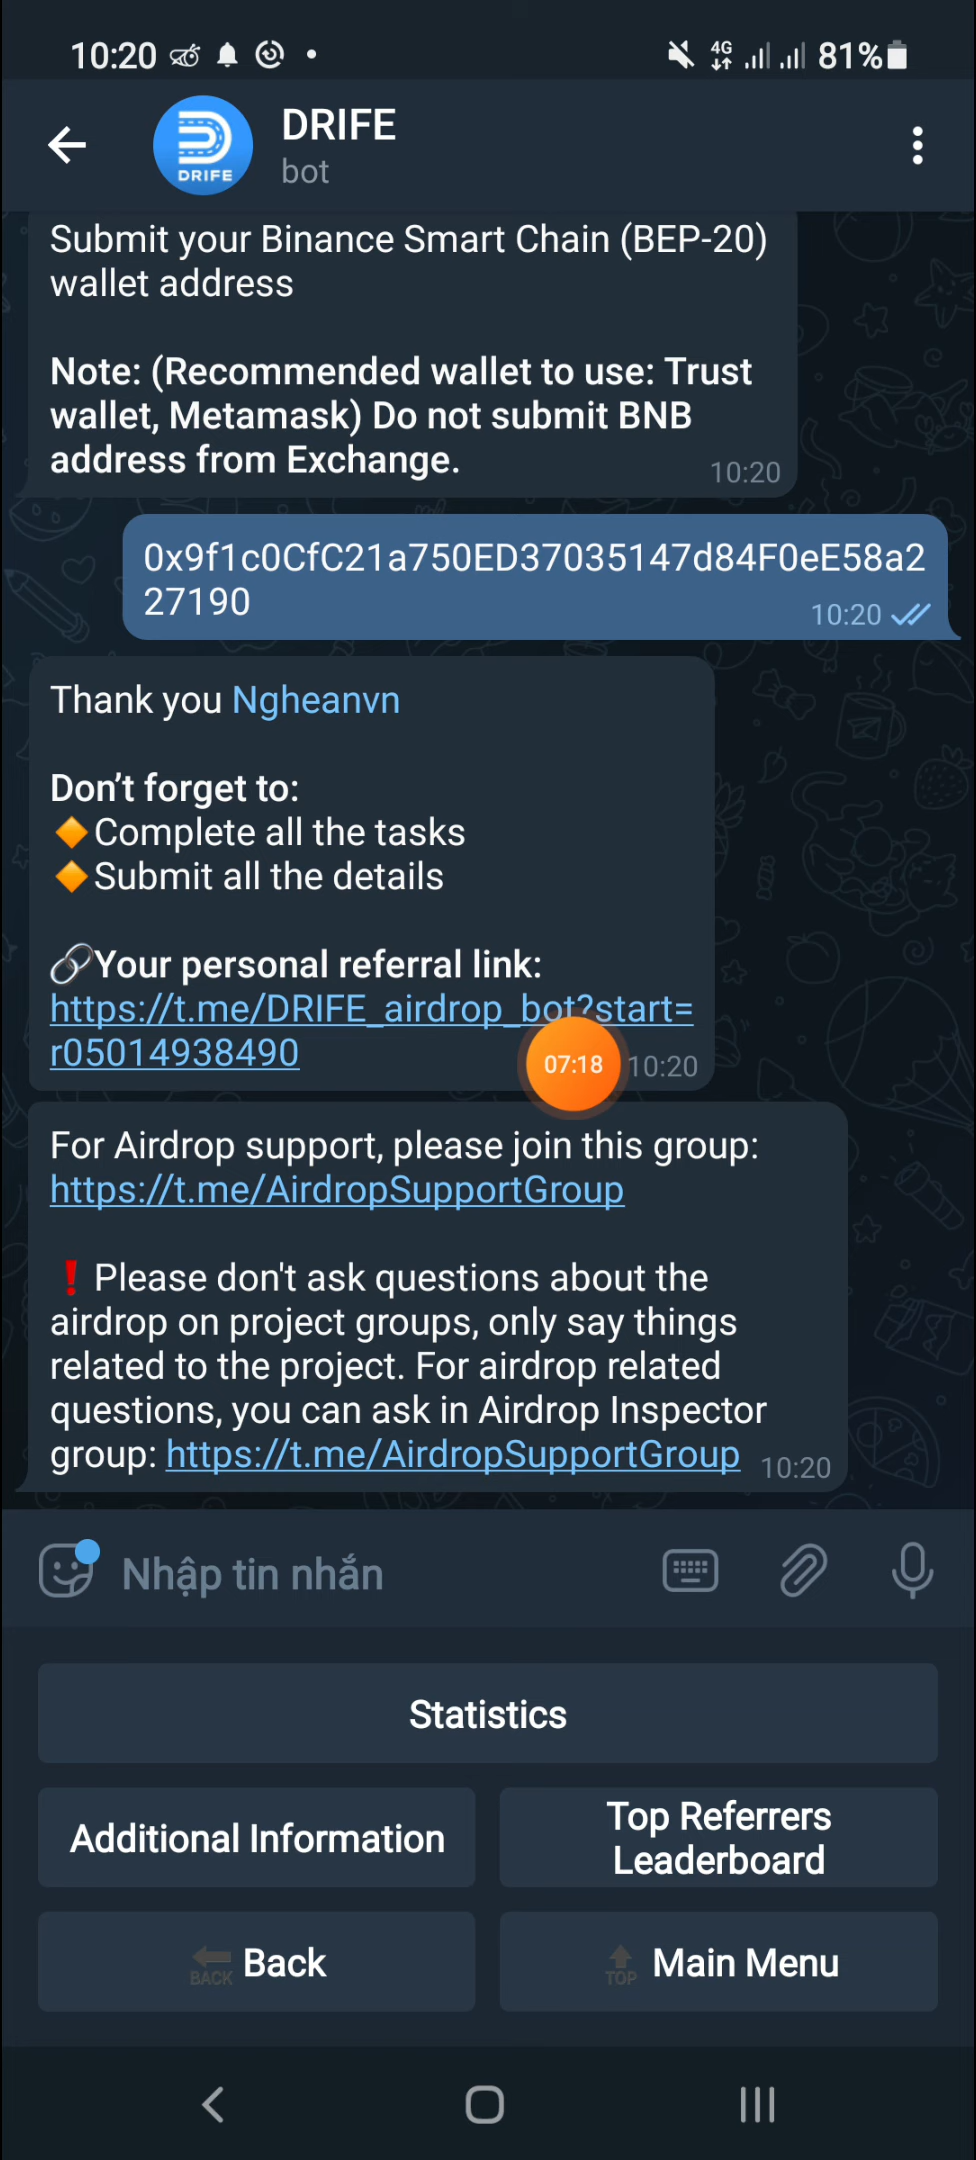 10:20
4G
81%
DRIFE
DRIFE
bot
Submit your Binance Smart Chain (BEP-20)
wallet address
Note: (Recommended wallet to use: Trust
wallet, Metamask) Do not submit BNB
address from Exchange.
10:20
0x9f1c0CfC21a750ED37035147d84F0eE58a2
27190
10:20
Thank you Ngheanvn
Don't forget to:
🔶Complete all the tasks
🔶Submit all the details
🔗Your personal referral link:
https://t.me/DRIFE_airdrop_bot?start=
r05014938490
07:18
10:20
For Airdrop support, please join this group:
https://t.me/AirdropSupportGroup
❗Please don't ask questions about the
airdrop on project groups, only say things
related to the project. For airdrop related
questions, you can ask in Airdrop Inspector
group: https://t.me/AirdropSupportGroup
10:20
Nhập tin nhắn
Statistics
Additional Information
Top Referrers
Leaderboard
BACK Back
TOP Main Menu